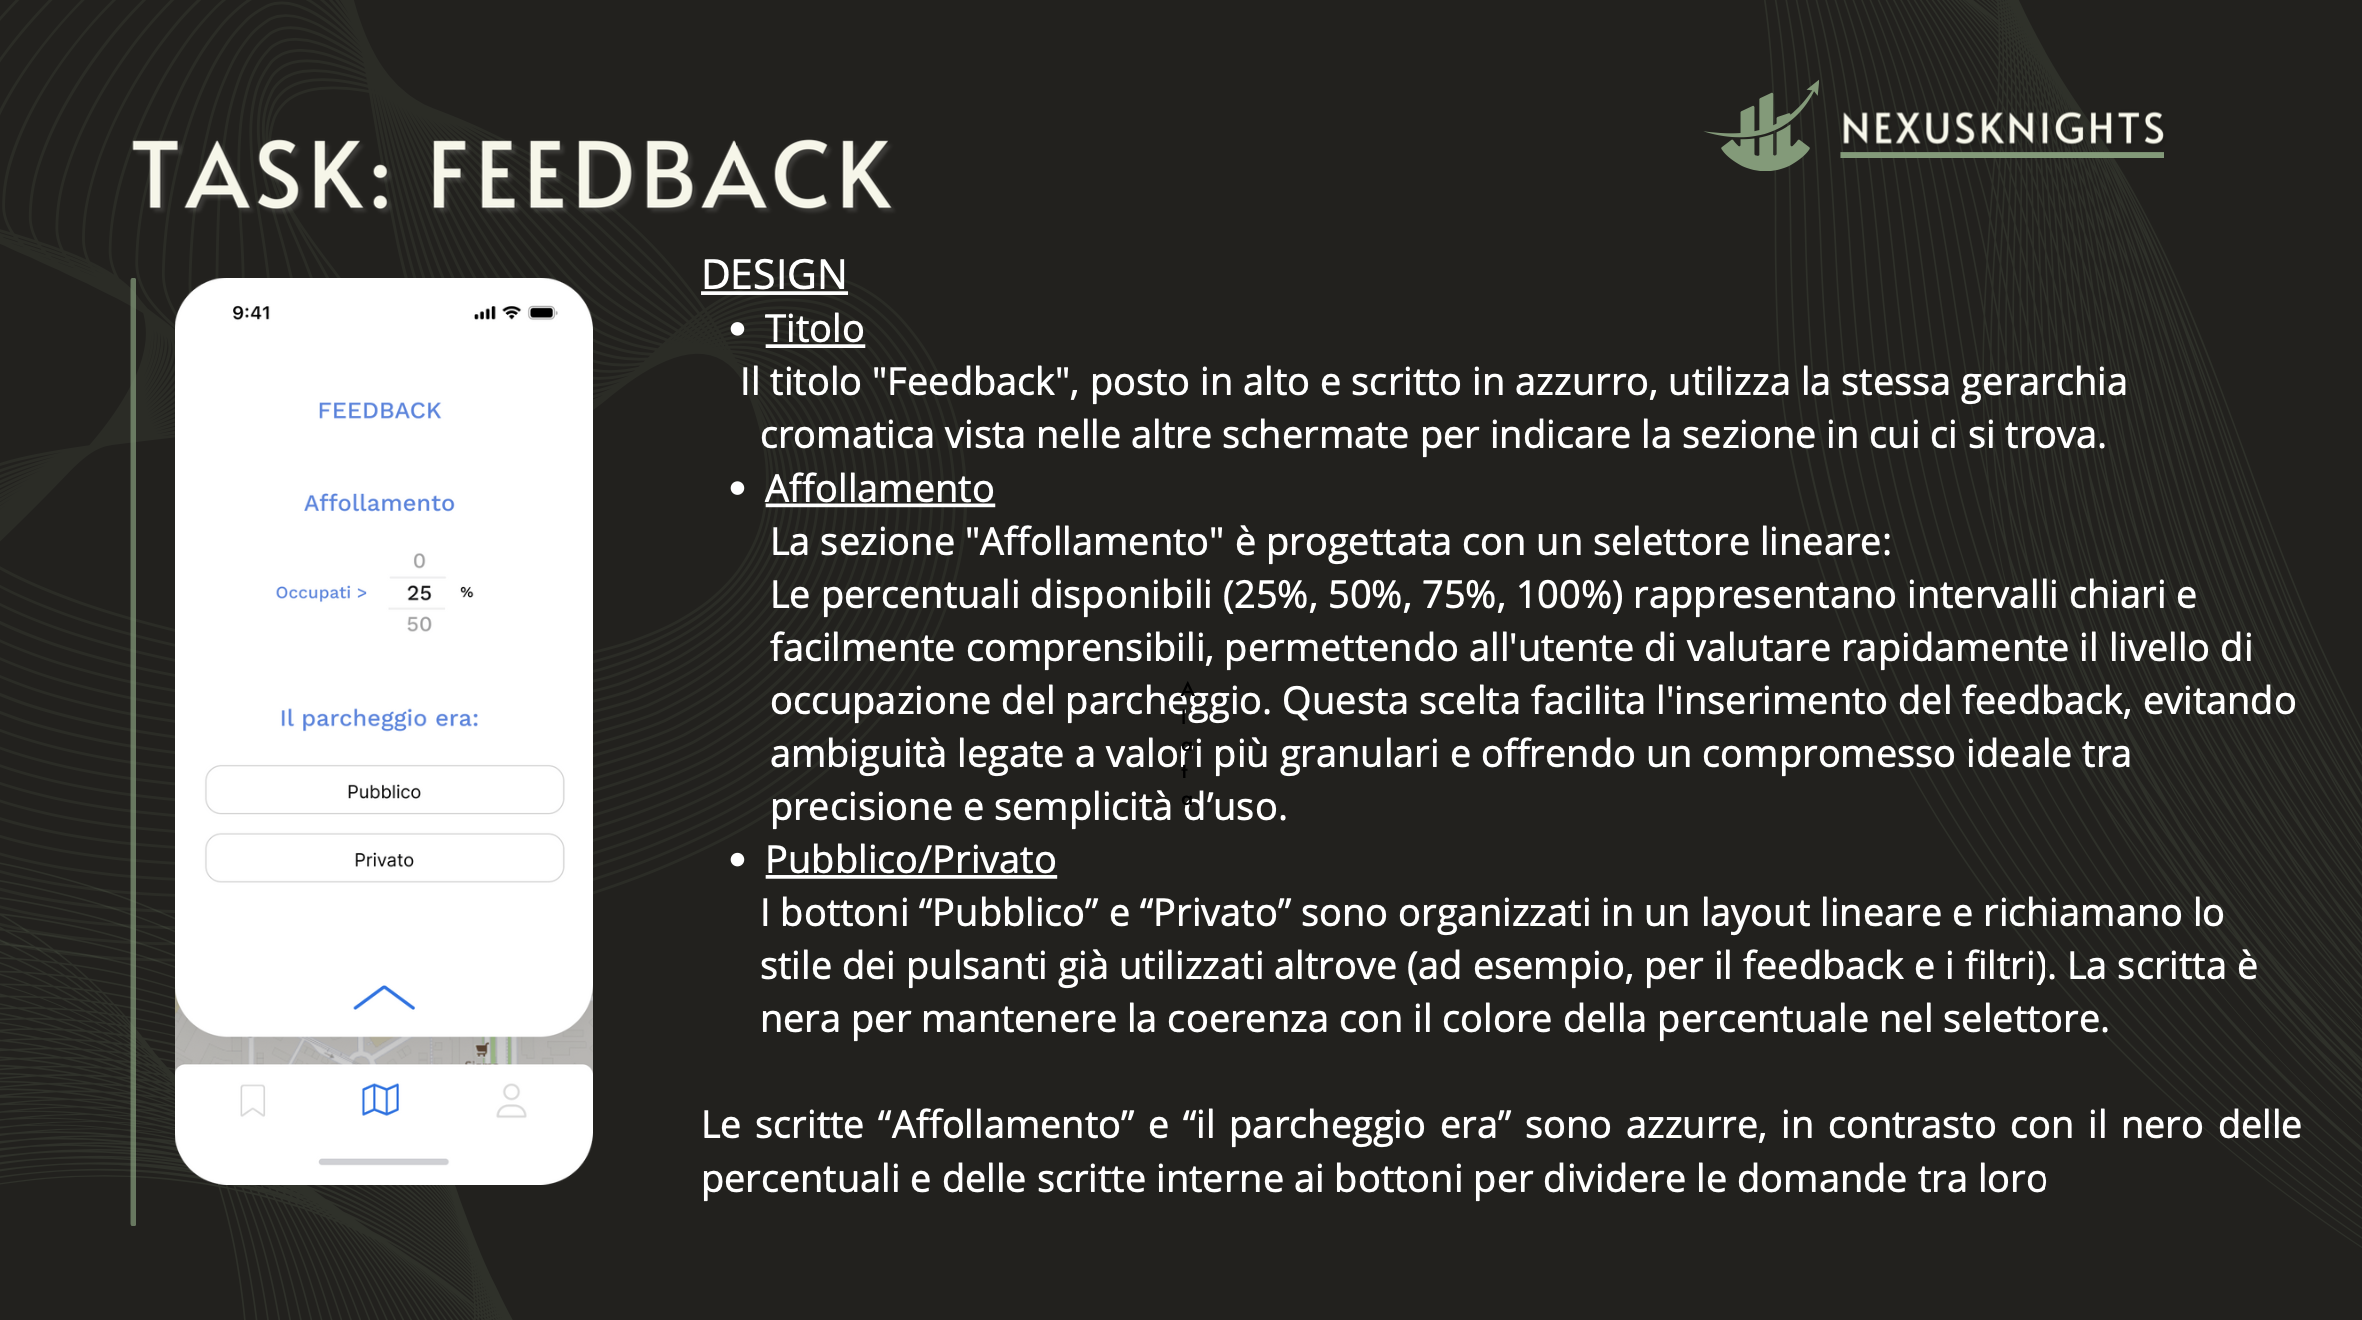 TASK: FEEDBACK
NEXUSKNIGHTS
9:41
FEEDBACK
Affollamento
0
Occupati > 25 %
50
Il parcheggio era:
Pubblico
Privato
DESIGN
• Titolo
Il titolo "Feedback", posto in alto e scritto in azzurro, utilizza la stessa gerarchia
cromatica vista nelle altre schermate per indicare la sezione in cui ci si trova.
• Affollamento
La sezione "Affollamento" è progettata con un selettore lineare:
Le percentuali disponibili (25%, 50%, 75%, 100%) rappresentano intervalli chiari e
facilmente comprensibili, permettendo all'utente di valutare rapidamente il livello di
occupazione del parcheggio. Questa scelta facilita l'inserimento del feedback, evitando
ambiguità legate a valori più granulari e offrendo un compromesso ideale tra
precisione e semplicità d’uso.
• Pubblico/Privato
I bottoni “Pubblico” e “Privato” sono organizzati in un layout lineare e richiamano lo
stile dei pulsanti già utilizzati altrove (ad esempio, per il feedback e i filtri). La scritta è
nera per mantenere la coerenza con il colore della percentuale nel selettore.
Le scritte “Affollamento” e “il parcheggio era” sono azzurre, in contrasto con il nero delle
percentuali e delle scritte interne ai bottoni per dividere le domande tra loro